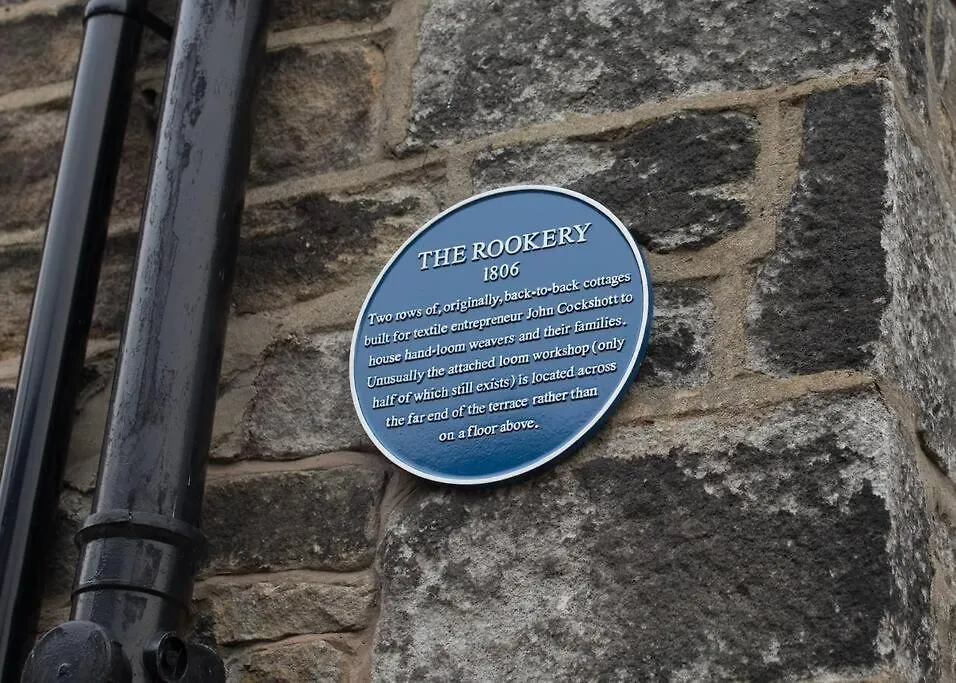 THE ROOKERY
1806
Two rows of, originally, back-to-back cottages
built for textile entrepreneur John Cockshott to
house hand-loom weavers and their families.
Unusually the attached loom workshop (only
half of which still exists) is located across
the far end of the terrace rather than
on a floor above.